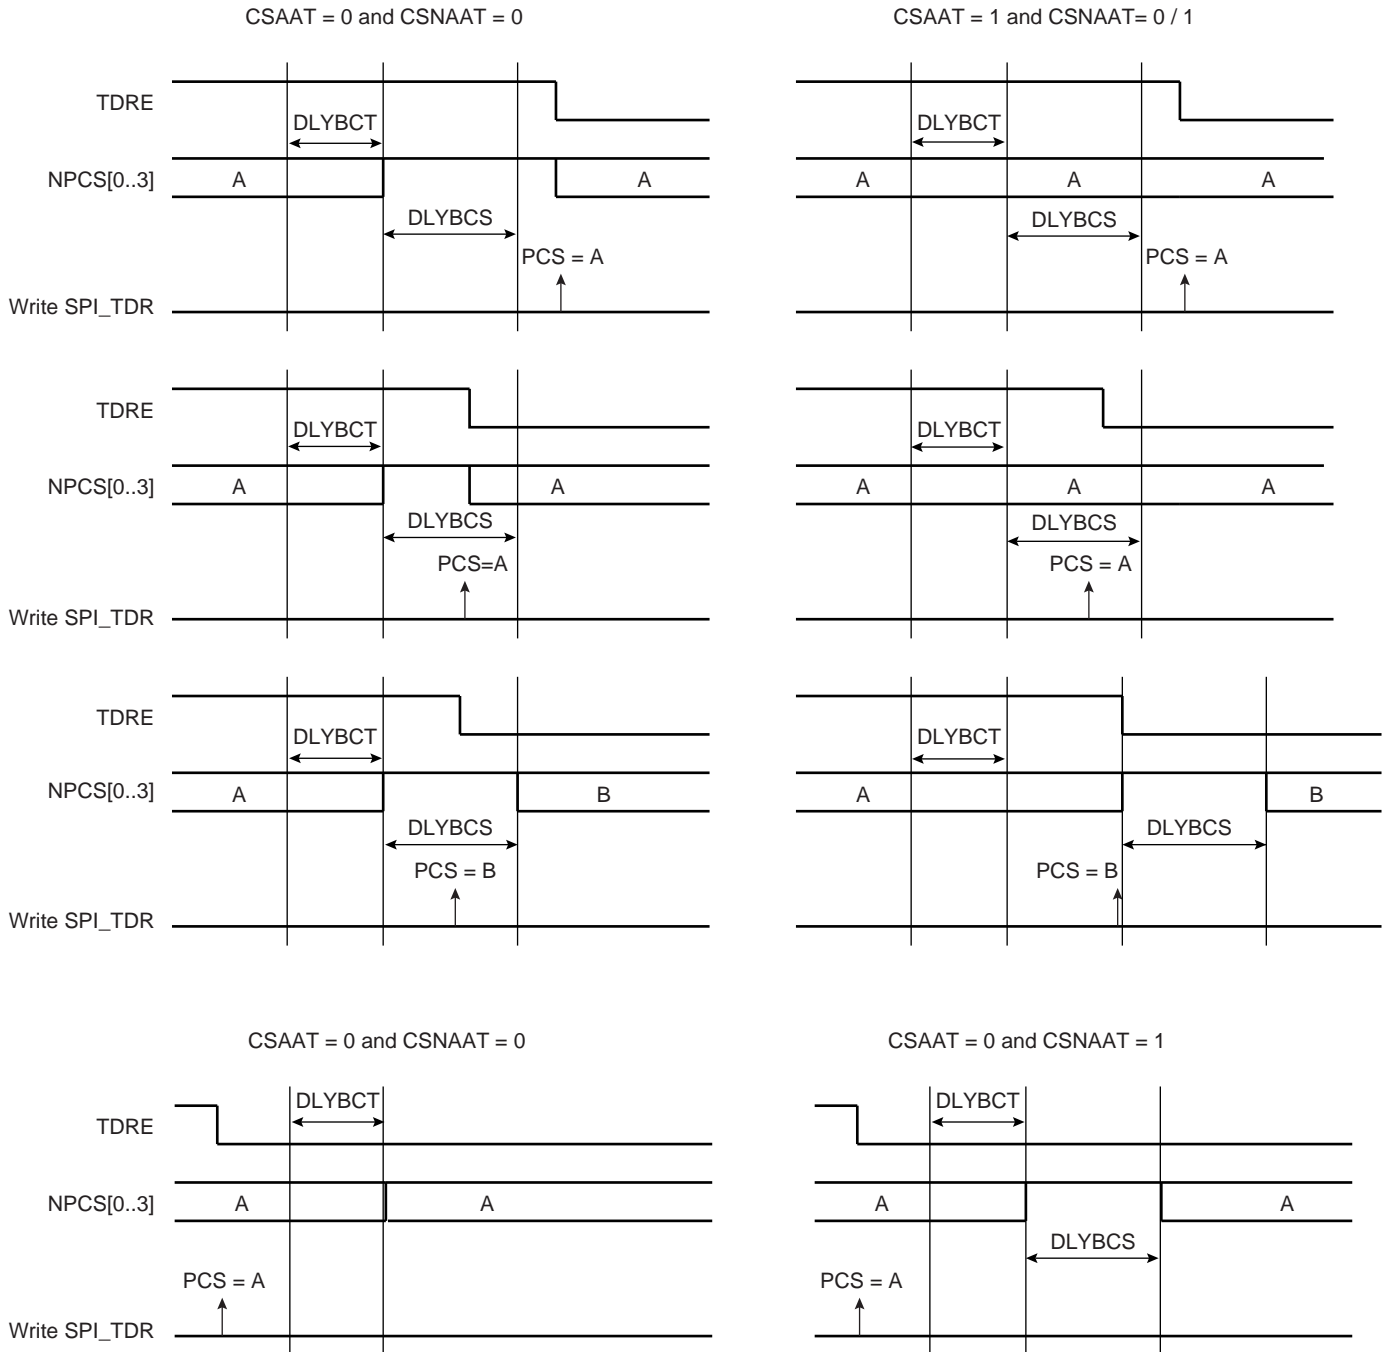 CSAAT = 0 and CSNAAT = 0
CSAAT = 1 and CSNAAT= 0 / 1
TDRE
DLYBCT
DLYBCT
NPCS[0..3]
A
A
A
A
A
DLYBCS
DLYBCS
PCS = A
PCS = A
Write SPI_TDR
TDRE
DLYBCT
DLYBCT
NPCS[0..3]
A
A
A
A
A
DLYBCS
DLYBCS
PCS=A
PCS = A
Write SPI_TDR
TDRE
DLYBCT
DLYBCT
NPCS[0..3]
A
B
A
B
DLYBCS
DLYBCS
PCS = B
PCS = B
Write SPI_TDR
CSAAT = 0 and CSNAAT = 0
CSAAT = 0 and CSNAAT = 1
DLYBCT
DLYBCT
TDRE
NPCS[0..3]
A
A
A
A
DLYBCS
PCS = A
PCS = A
Write SPI_TDR